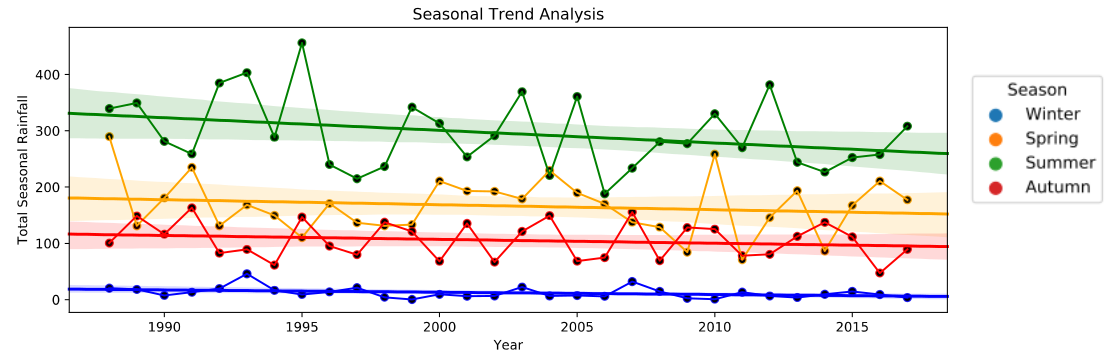 Seasonal Trend Analysis
Total Seasonal Rainfall
400
300
200
100
0
1990
1995
2000
2005
2010
2015
Year
Season
Winter
Spring
Summer
Autumn